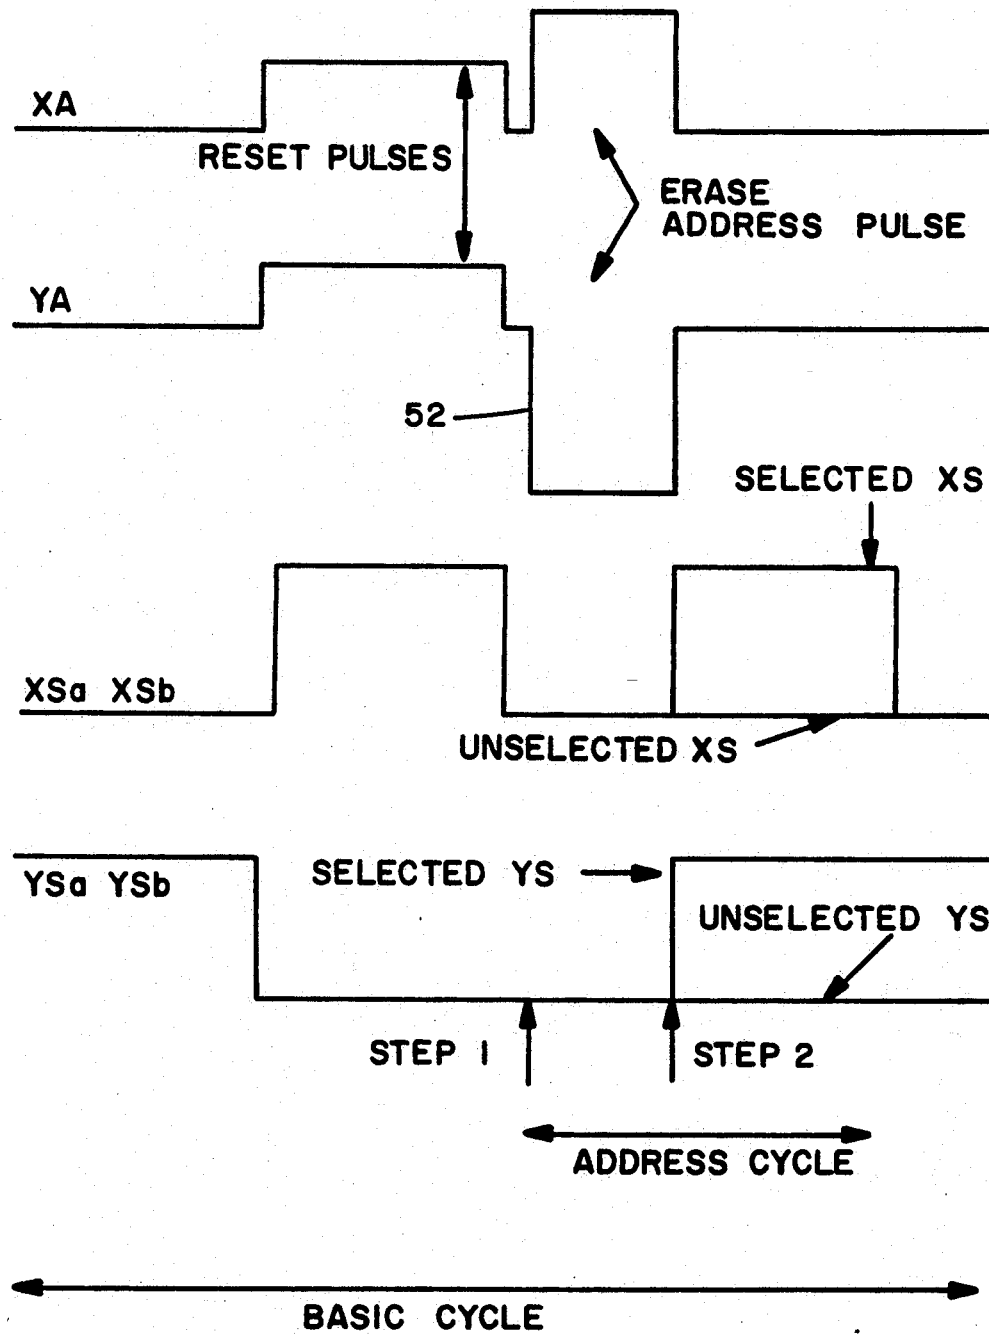 XA
RESET PULSES
ERASE
ADDRESS PULSE
YA
52
SELECTED XS
XSa XSb
UNSELECTED XS
YSa YSb
SELECTED YS
UNSELECTED YS
STEP 1
STEP 2
ADDRESS CYCLE
BASIC CYCLE